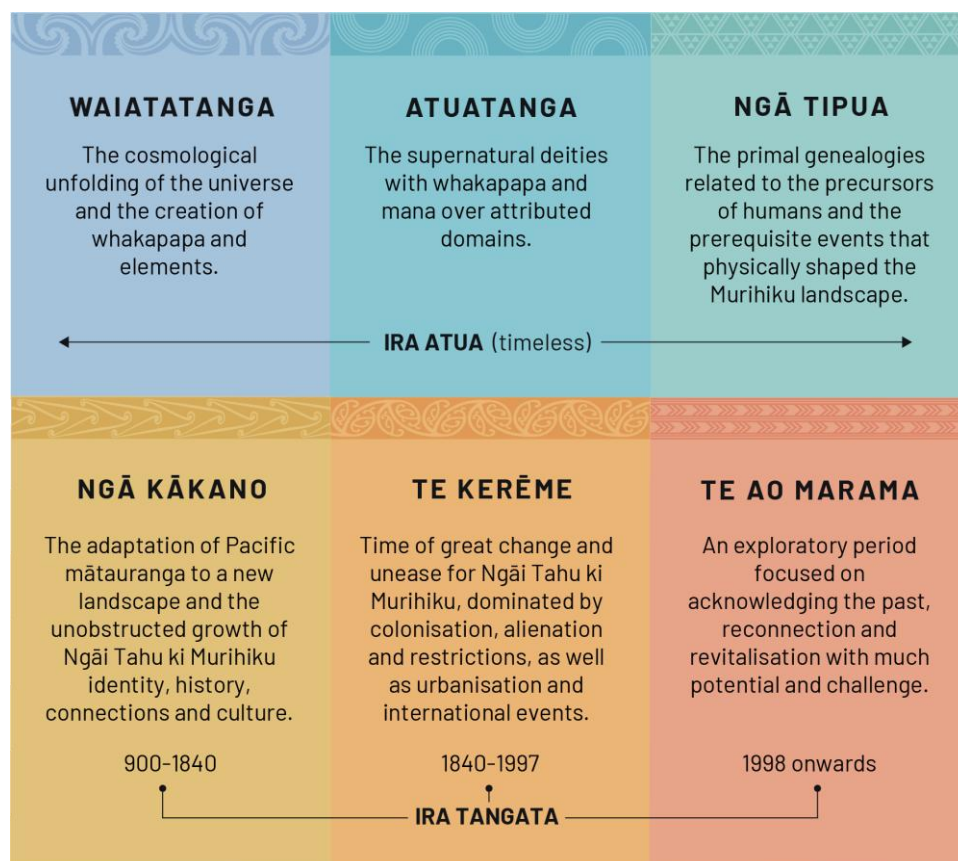 WAIATATANGA
The cosmological
unfolding of the universe
and the creation of
whakapapa and
elements.
ATUATANGA
The supernatural deities
with whakapapa and
mana over attributed
domains.
NGĀ TIPUA
The primal genealogies
related to the precursors
of humans and the
prerequisite events that
physically shaped the
Murihiku landscape.
IRA ATUA (timeless)
NGĀ KĀKANO
The adaptation of Pacific
mātauranga to a new
landscape and the
unobstructed growth of
Ngāi Tahu ki Murihiku
identity, history,
connections and culture.
900-1840
TE KERĒME
Time of great change and
unease for Ngāi Tahu ki
Murihiku, dominated by
colonisation, alienation
and restrictions, as well
as urbanisation and
international events.
1840-1997
TE AO MARAMA
An exploratory period
focused on
acknowledging the past,
reconnection and
revitalisation with much
potential and challenge.
1998 onwards
IRA TANGATA